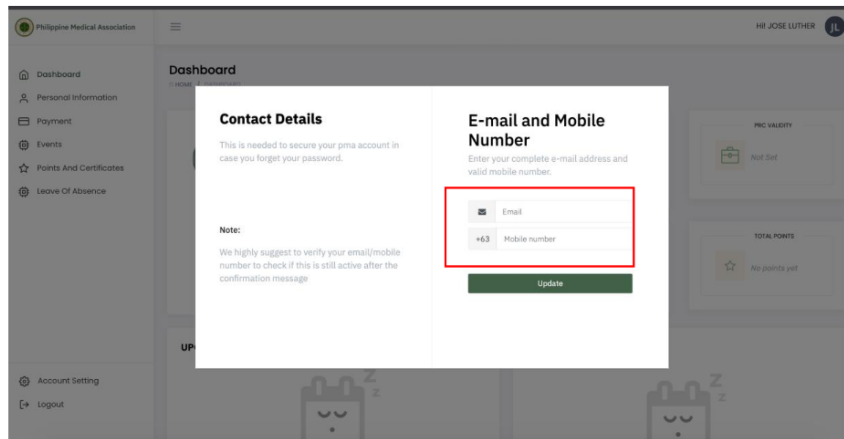 Philippine Medical Association
Hi! JOSE LUTHER
JL
Dashboard
Personal Information
Payment
Events
Points And Certificates
Leave Of Absence
Account Setting
Logout
Dashboard
HOME
DASHBOARD
Contact Details
This is needed to secure your pma account in
case you forget your password.
Note:
We highly suggest to verify your email/mobile
number to check if this is still active after the
confirmation message
E-mail and Mobile
Number
Enter your complete e-mail address and
valid mobile number.
Email
+63 Mobile number
Update
PRC VALIDITY
Not Set
TOTAL POINTS
No points yet
UP
z
z
z
z